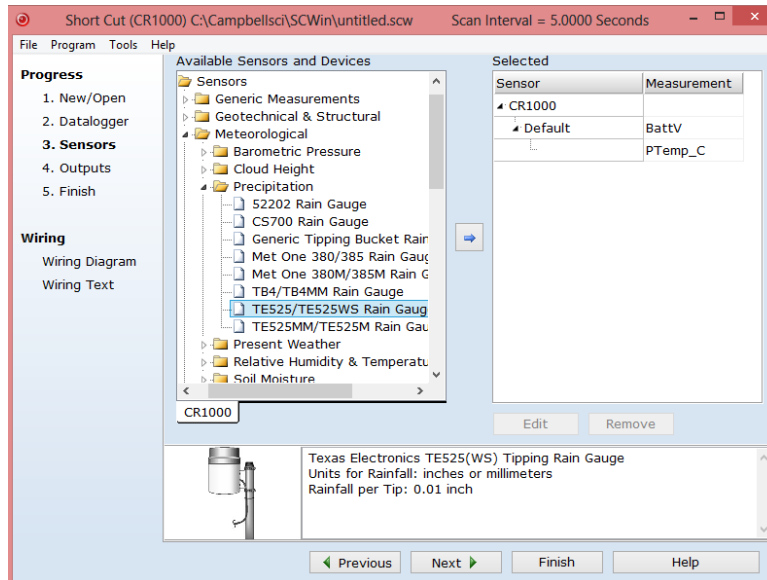 Short Cut (CR1000) C:\Campbellsci\SCWin\untitled.scw Scan Interval = 5.0000 Seconds
File Program Tools Help
Progress
1. New/Open
2. Datalogger
3. Sensors
4. Outputs
5. Finish
Wiring
Wiring Diagram
Wiring Text
Available Sensors and Devices
Sensors
Generic Measurements
Geotechnical & Structural
Meteorological
Barometric Pressure
Cloud Height
Precipitation
52202 Rain Gauge
CS700 Rain Gauge
Generic Tipping Bucket Rain
Met One 380/385 Rain Gaug
Met One 380M/385M Rain G
TB4/TB4MM Rain Gauge
TE525/TE525WS Rain Gaug
TE525MM/TE525M Rain Gau
Present Weather
Relative Humidity & Temperatu
Soil Moisture
CR1000
Selected
Sensor Measurement
CR1000
Default BattV
PTemp_C
Edit Remove
Texas Electronics TE525(WS) Tipping Rain Gauge
Units for Rainfall: inches or millimeters
Rainfall per Tip: 0.01 inch
Previous Next Finish Help